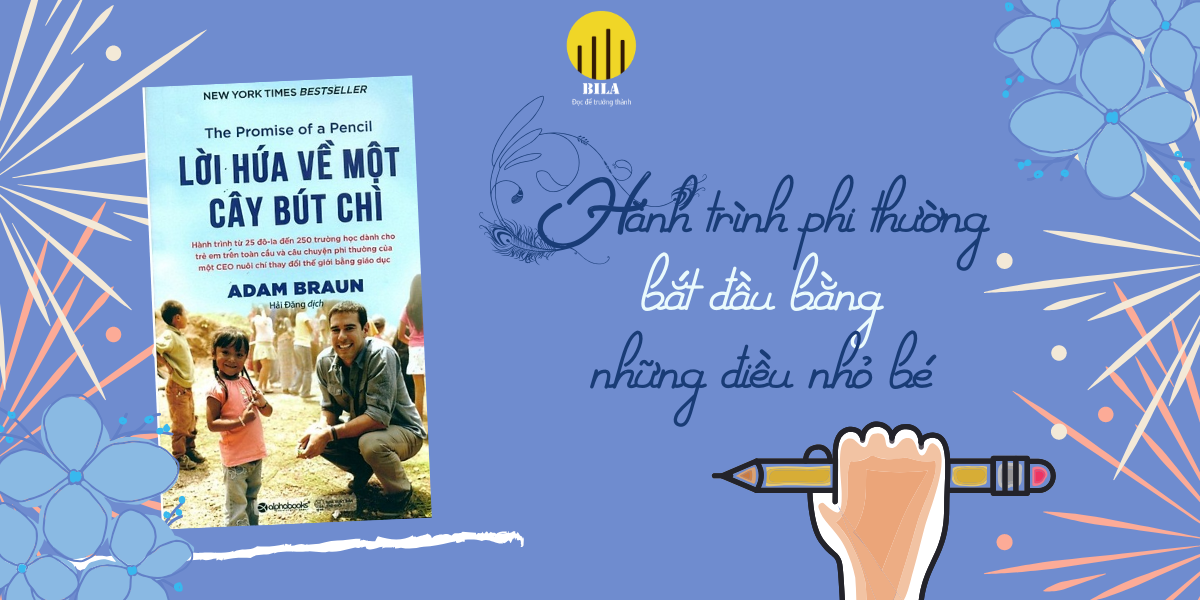 BILA
Đọc để trưởng thành
NEW YORK TIMES BESTSELLER
The Promise of a Pencil
LỜI HỨA VỀ MỘT
CÂY BÚT CHÌ
Hành trình từ 25 đô-la đến 250 trường học dành cho
trẻ em trên toàn cầu và câu chuyện phi thường của
một CEO nuôi chí thay đổi thế giới bằng giáo dục
ADAM BRAUN
Hải Đăng dịch
alphabooks
Hành trình phi thường
bắt đầu bằng
những điều nhỏ bé